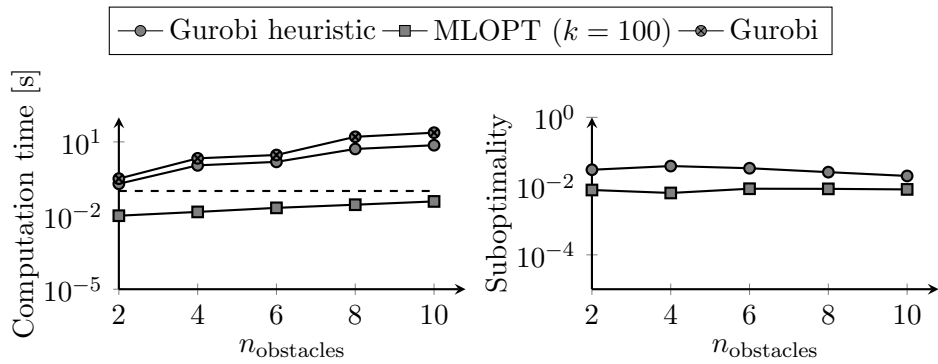 Gurobi heuristic MLOPT (k = 100) Gurobi
Computation time [s]
10^1
10^−2
10^−5
2 4 6 8 10
n_obstacles
Suboptimality
10^0
10^−2
10^−4
2 4 6 8 10
n_obstacles